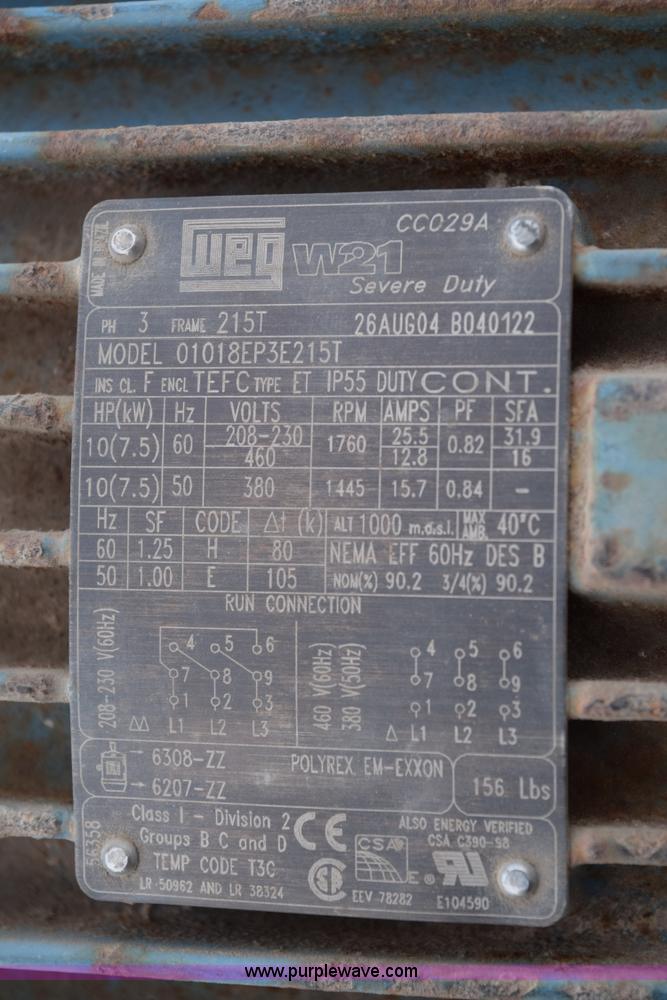 CC029A
MADE IN BRAZIL
WEG W21
Severe Duty
PH 3 FRAME 215T 26AUG04 B040122
MODEL 01018EP3E215T
INS CL. F ENCL TEFC TYPE ET IP55 DUTY CONT.
HP(kW) Hz VOLTS RPM AMPS PF SFA
10(7.5) 60 208-230 1760 25.5 0.82 31.9
460 12.8 16
10(7.5) 50 380 1445 15.7 0.84 -
Hz SF CODE Δt (k) ALT 1000 m.a.s.l. MAX AMB. 40°C
60 1.25 H 80 NEMA EFF 60Hz DES B
50 1.00 E 105 NOM(%) 90.2 3/4(%) 90.2
RUN CONNECTION
208-230 V(60Hz)
4 5 6
7 8 9
1 2 3
ΔΔ L1 L2 L3
460 V(60Hz)
380 V(50Hz)
4 5 6
7 8 9
1 2 3
Δ L1 L2 L3
6308-ZZ POLYREX EM-EXXON
6207-ZZ
156 Lbs
Class I - Division 2
Groups B C and D
TEMP CODE T3C
LR 50962 AND LR 38324
CE
ALSO ENERGY VERIFIED
CSA C390-98
CSA E®
EEV 78282
E104590
www.purplewave.com